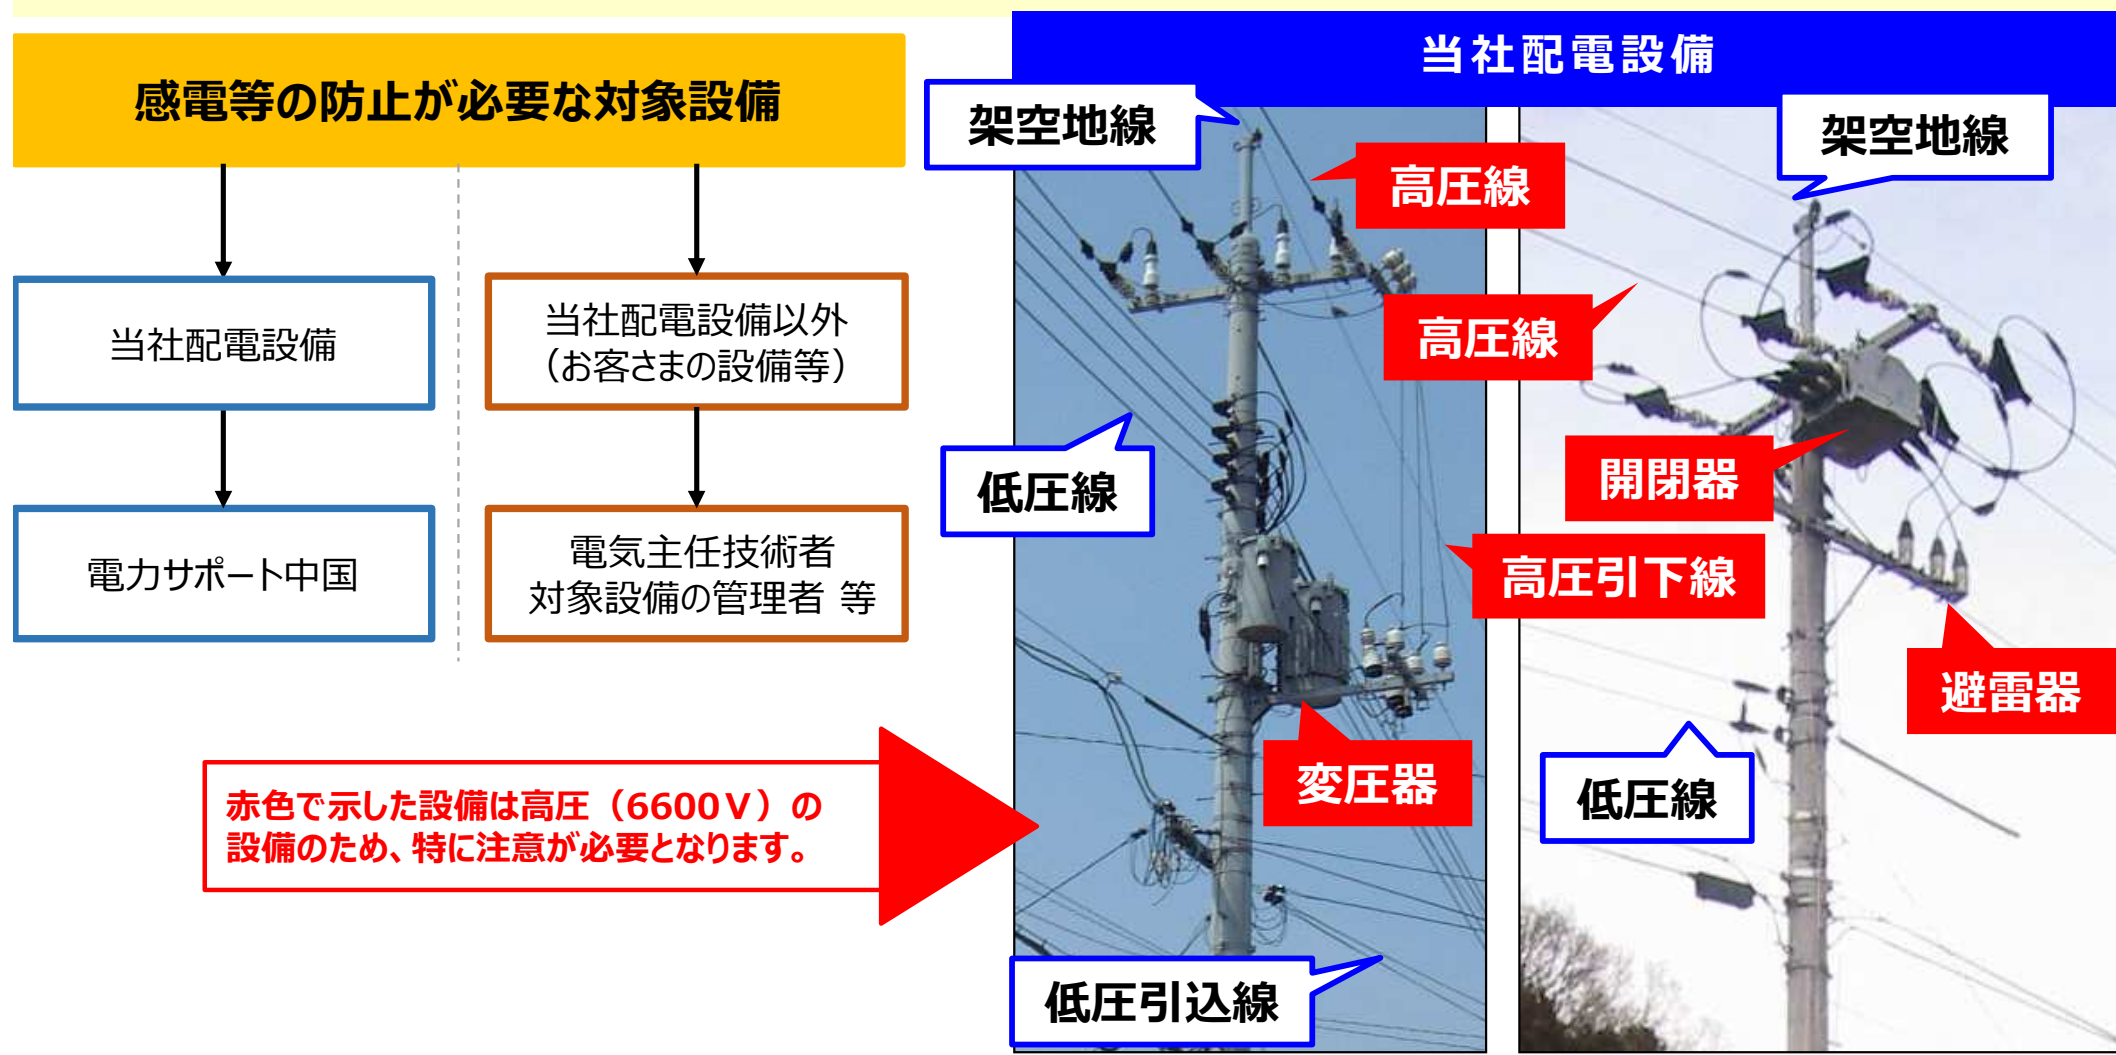 感電等の防止が必要な対象設備
当社配電設備
当社配電設備以外
（お客さまの設備等）
電力サポート中国
電気主任技術者
対象設備の管理者 等
赤色で示した設備は高圧（6600Ｖ）の
設備のため、特に注意が必要となります。
当社配電設備
架空地線
高圧線
低圧線
高圧引下線
変圧器
低圧引込線
架空地線
高圧線
開閉器
避雷器
低圧線